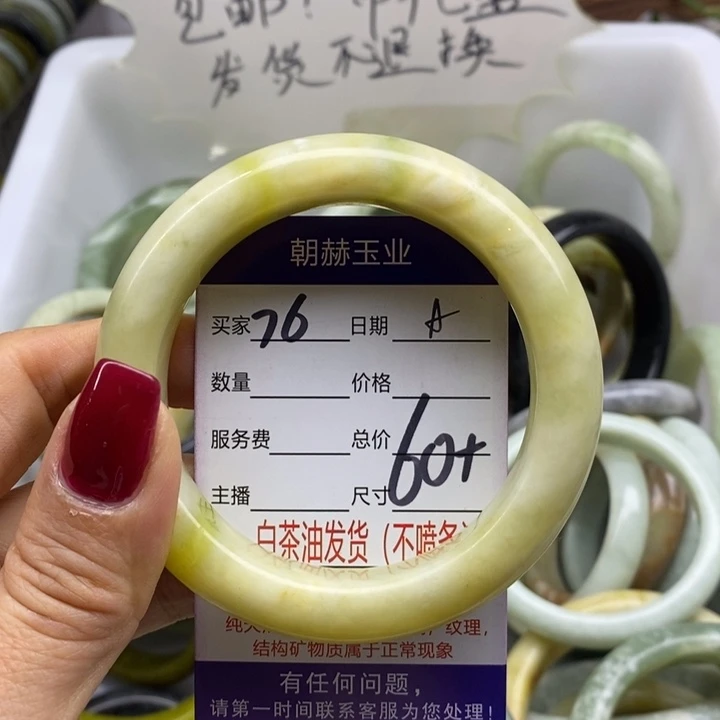 发货不退换
朝赫玉业
买家 76 日期 A
数量 价格
服务费 总价
主播 尺寸 60+
白茶油发货(不喷
纹理,
结构矿物质属于正常现象
有任何问题,
请第一时间联系客服为您处理!